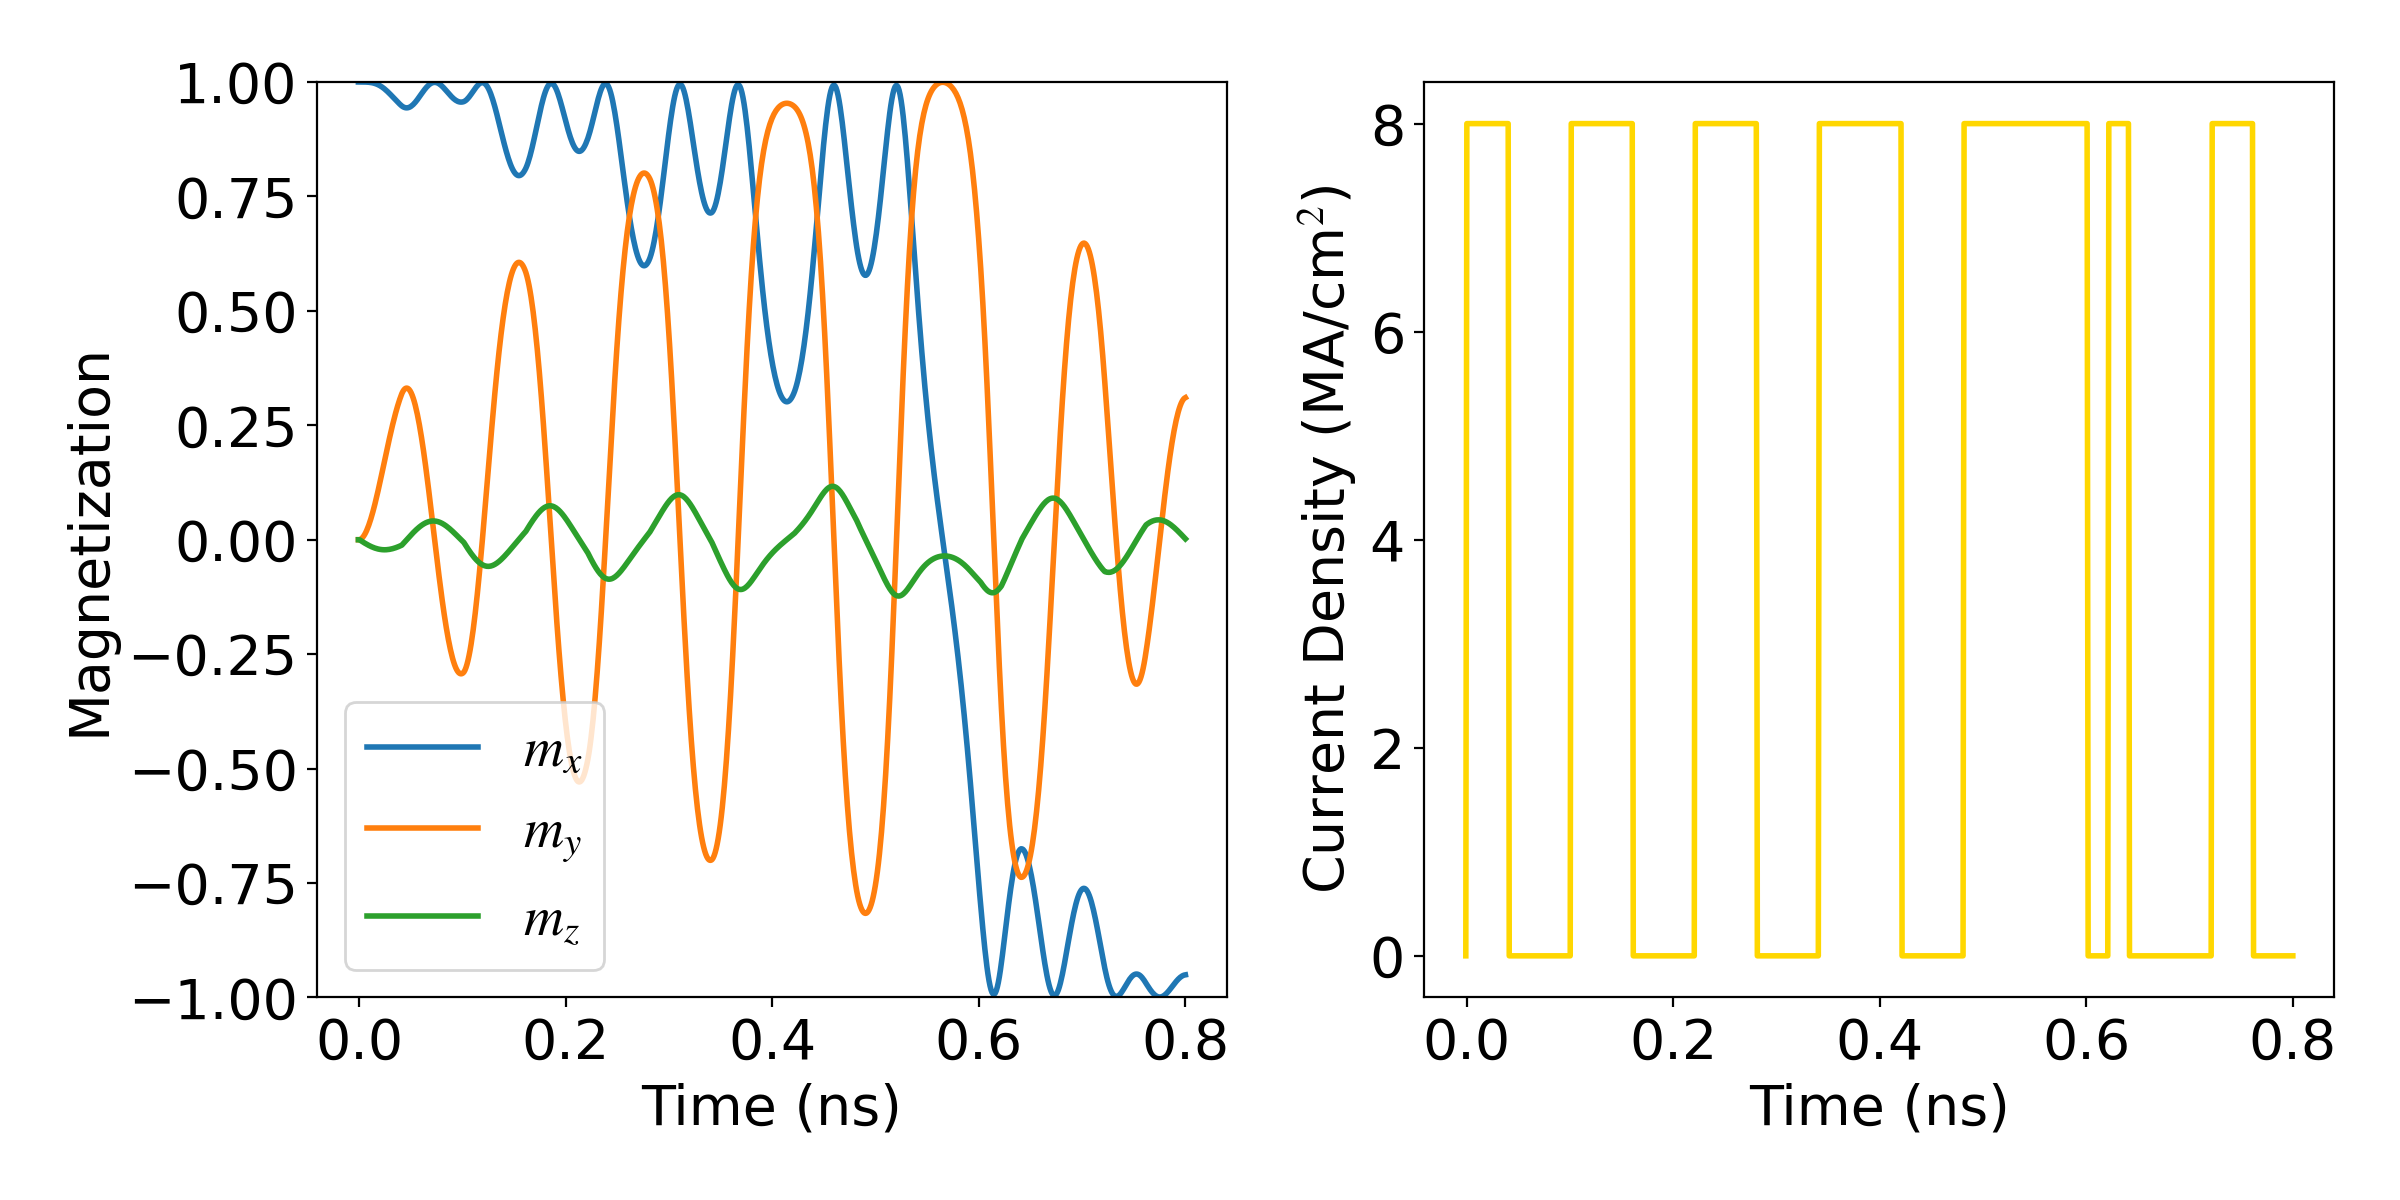 1.00
0.75
0.50
0.25
0.00
−0.25
−0.50
−0.75
−1.00
Magnetization
mₓ
m_y
m_z
0.0 0.2 0.4 0.6 0.8
Time (ns)
8
6
4
2
0
Current Density (MA/cm²)
0.0 0.2 0.4 0.6 0.8
Time (ns)